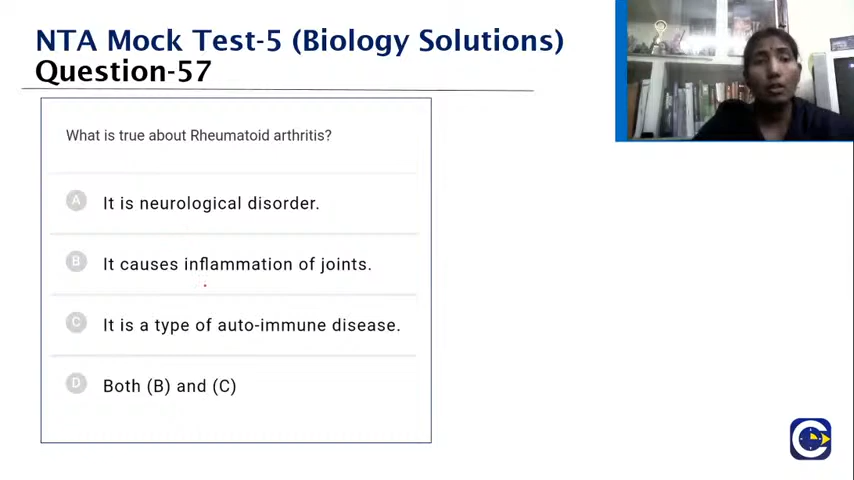 NTA Mock Test-5 (Biology Solutions)
Question-57
What is true about Rheumatoid arthritis?
A It is neurological disorder.
B It causes inflammation of joints.
C It is a type of auto-immune disease.
D Both (B) and (C)